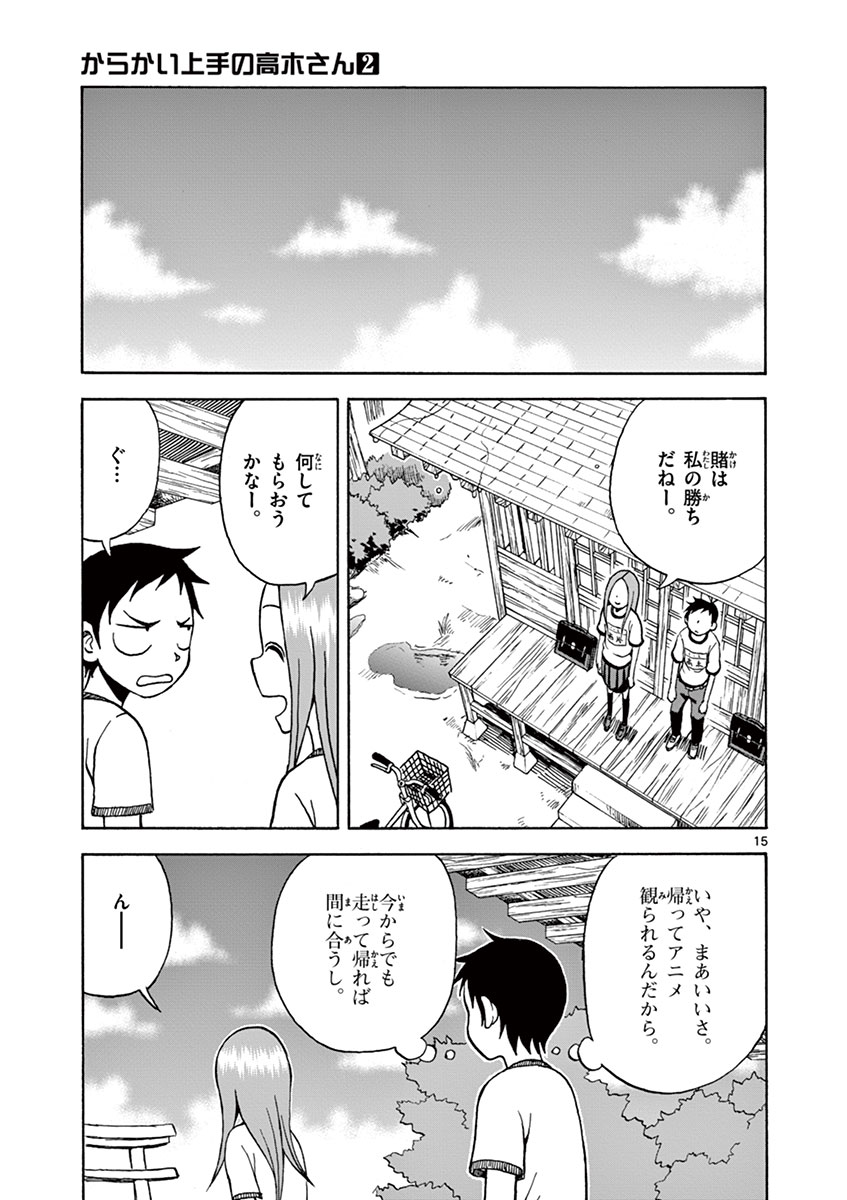 からかい上手の高木さん2
賭は
私の勝ち
だねー。
何して
もらおう
かなー。
ぐ…
15
いや、まあいいさ。
帰ってアニメ
観られるんだから。
今からでも
走って帰れば
間に合うし。
んー